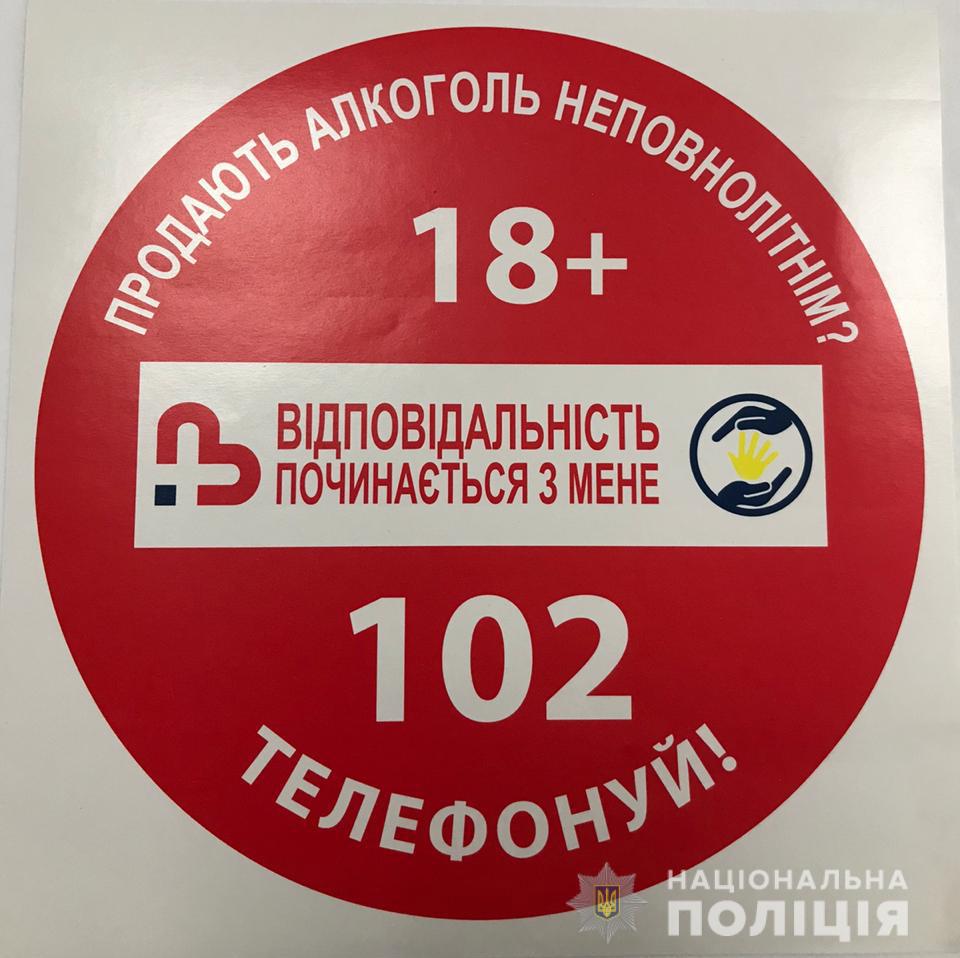 ПРОДАЮТЬ АЛКОГОЛЬ НЕПОВНОЛІТНІМ?
18+
ВІДПОВІДАЛЬНІСТЬ
ПОЧИНАЄТЬСЯ З МЕНЕ
102
ТЕЛЕФОНУЙ!
НАЦІОНАЛЬНА
ПОЛІЦІЯ